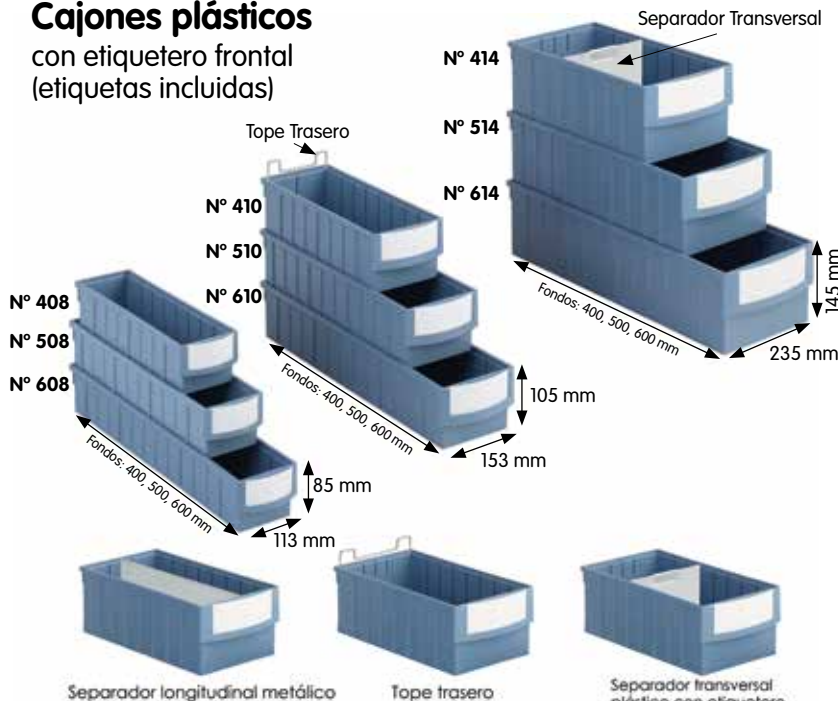 Cajones plásticos
con etiquetero frontal
(etiquetas incluidas)
Separador Transversal
Nº 414
Nº 514
Nº 614
Fondos: 400, 500, 600 mm
235 mm
145 mm
Tope Trasero
Nº 410
Nº 510
Nº 610
Fondos: 400, 500, 600 mm
153 mm
105 mm
Nº 408
Nº 508
Nº 608
Fondos: 400, 500, 600 mm
113 mm
85 mm
Separador longitudinal metálico
Tope trasero
Separador transversal
plástico con etiquetero